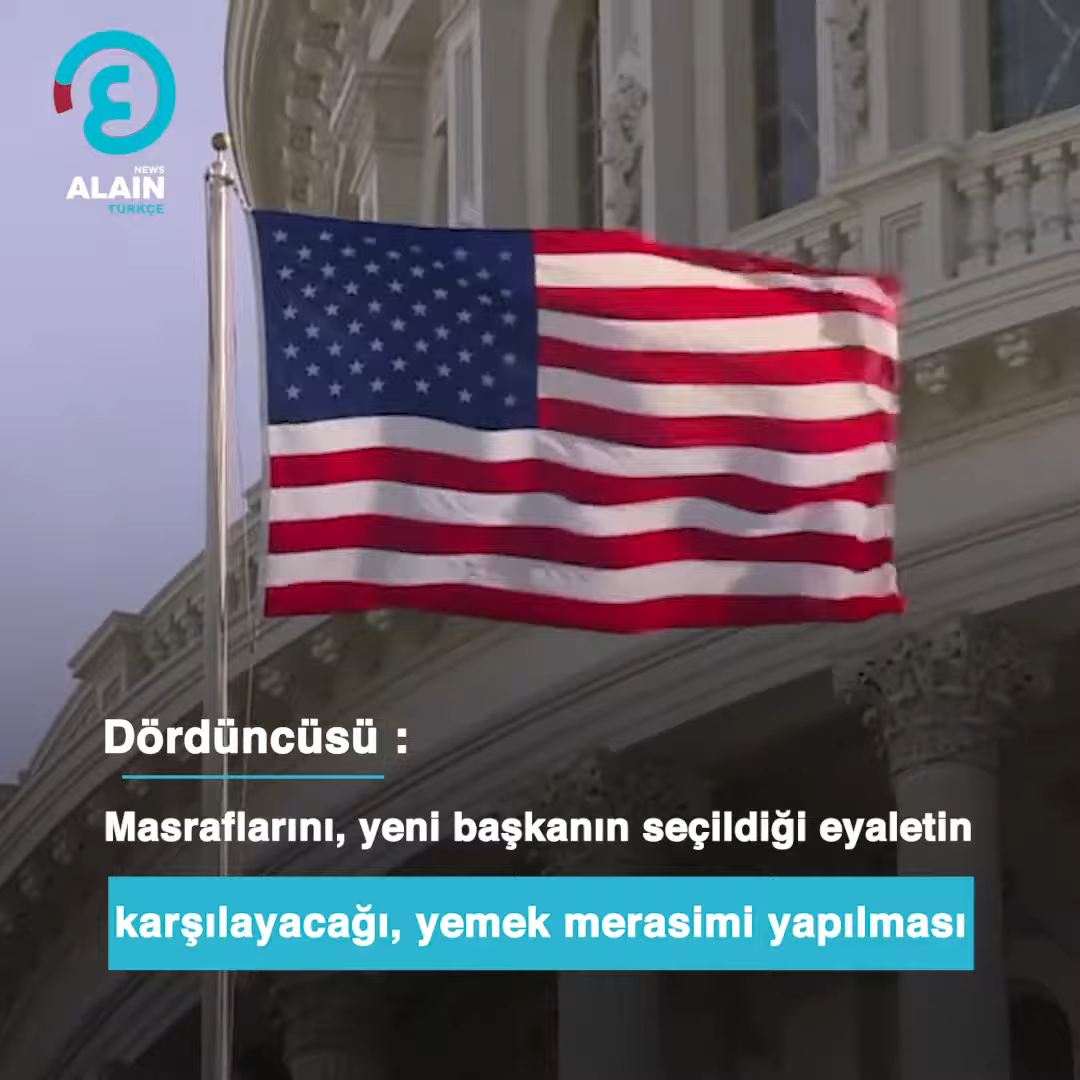 NEWS
ALAIN
TÜRKÇE
Dördüncüsü :
Masraflarını, yeni başkanın seçildiği eyaletin
karşılayacağı, yemek merasimi yapılması